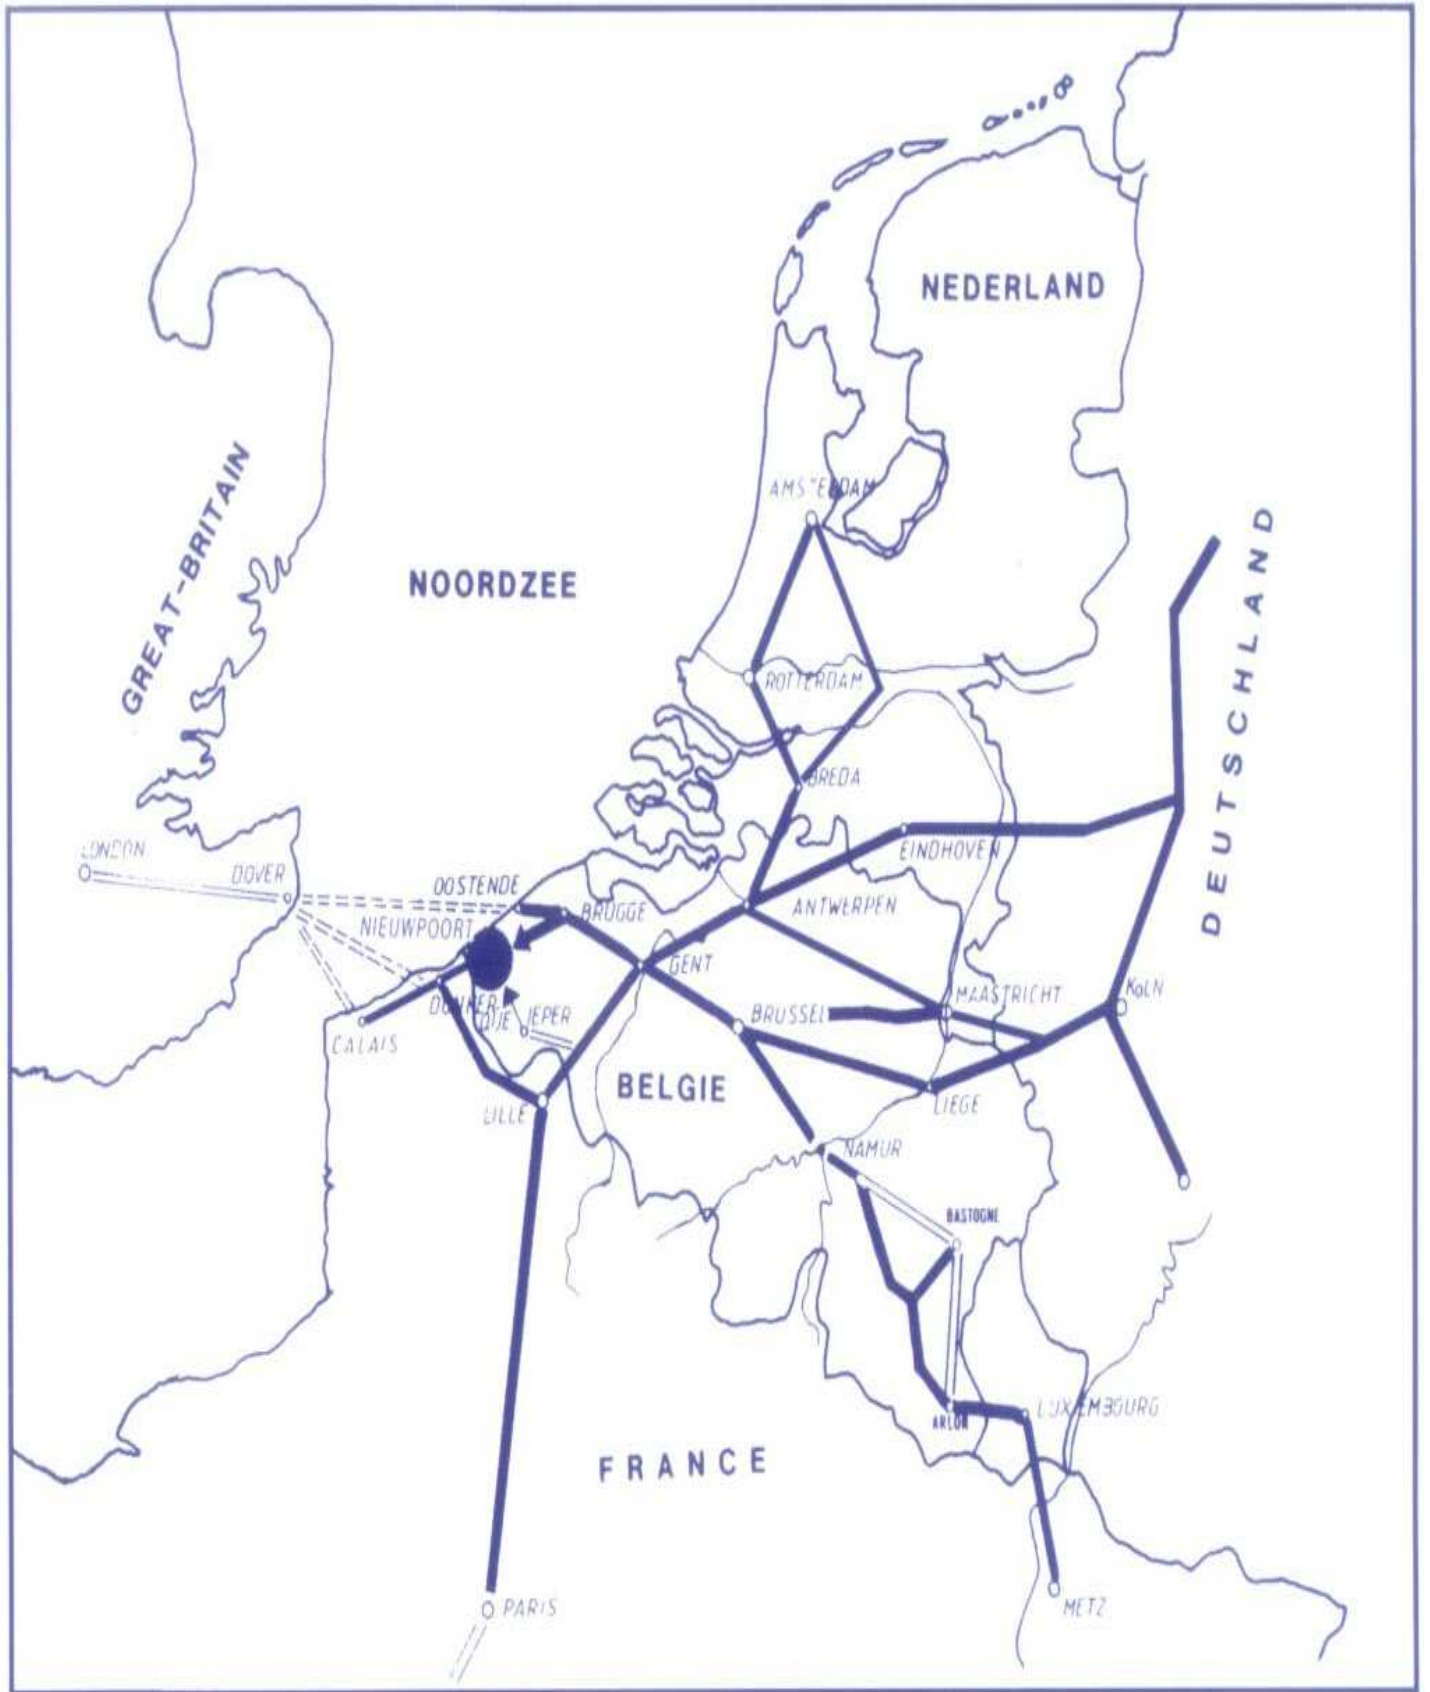 NEDERLAND
GREAT-BRITAIN
AMSTERDAM
NOORDZEE
DEUTSCHLAND
ROTTERDAM
BREDA
LONDON
DOVER
EINDHOVEN
OOSTENDE
BRUGGE
ANTWERPEN
NIEUWPOORT
GENT
MAASTRICHT
KÖLN
BRUSSEL
IEPER
CALAIS
BELGIE
LILLE
LIEGE
NAMUR
BASTOGNE
LUXEMBOURG
ARLON
FRANCE
PARIS
METZ